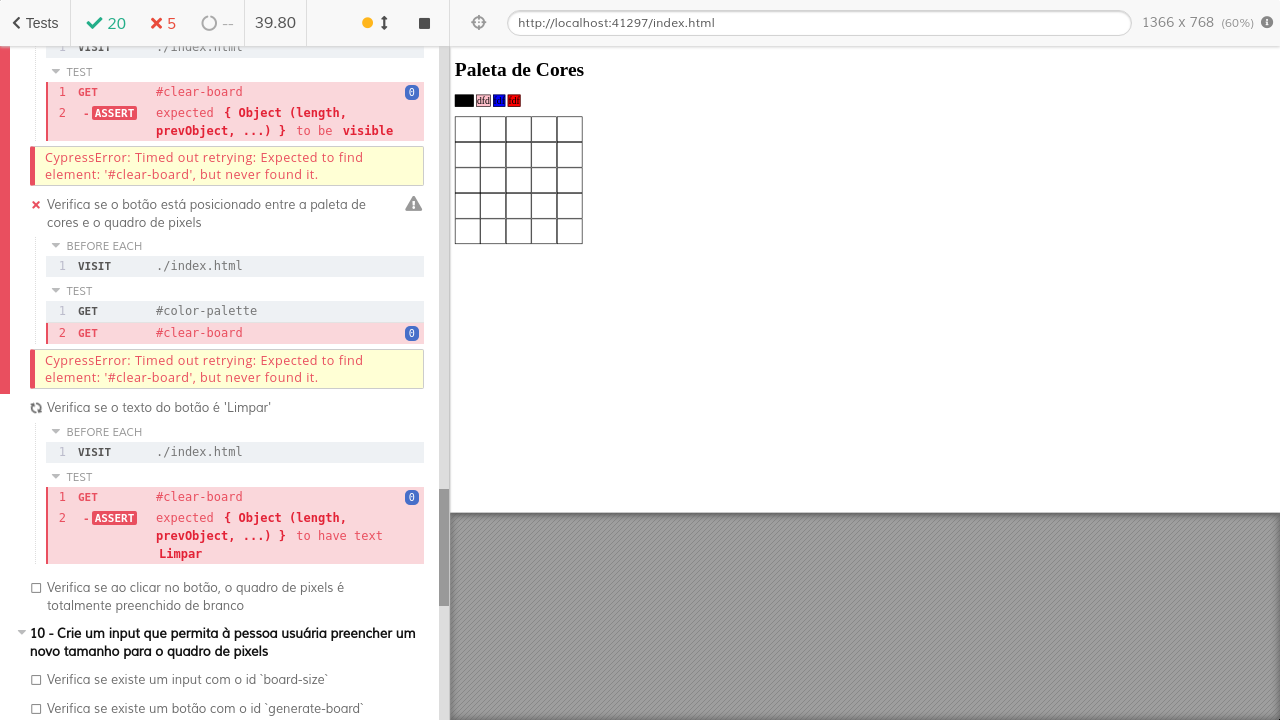 Tests 20 5 -- 39.80 http://localhost:41297/index.html 1366 x 768 (60%)
1 VISIT ./index.html
TEST
1 GET #clear-board 0
2 - ASSERT expected { Object (length,
prevObject, ...) } to be visible
CypressError: Timed out retrying: Expected to find
element: '#clear-board', but never found it.
Verifica se o botão está posicionado entre a paleta de
cores e o quadro de pixels
BEFORE EACH
1 VISIT ./index.html
TEST
1 GET #color-palette
2 GET #clear-board 0
CypressError: Timed out retrying: Expected to find
element: '#clear-board', but never found it.
Verifica se o texto do botão é 'Limpar'
BEFORE EACH
1 VISIT ./index.html
TEST
1 GET #clear-board 0
2 - ASSERT expected { Object (length,
prevObject, ...) } to have text
Limpar
Verifica se ao clicar no botão, o quadro de pixels é
totalmente preenchido de branco
10 - Crie um input que permita à pessoa usuária preencher um
novo tamanho para o quadro de pixels
Verifica se existe um input com o id `board-size`
Verifica se existe um botão com o id `generate-board`
Paleta de Cores
dfd